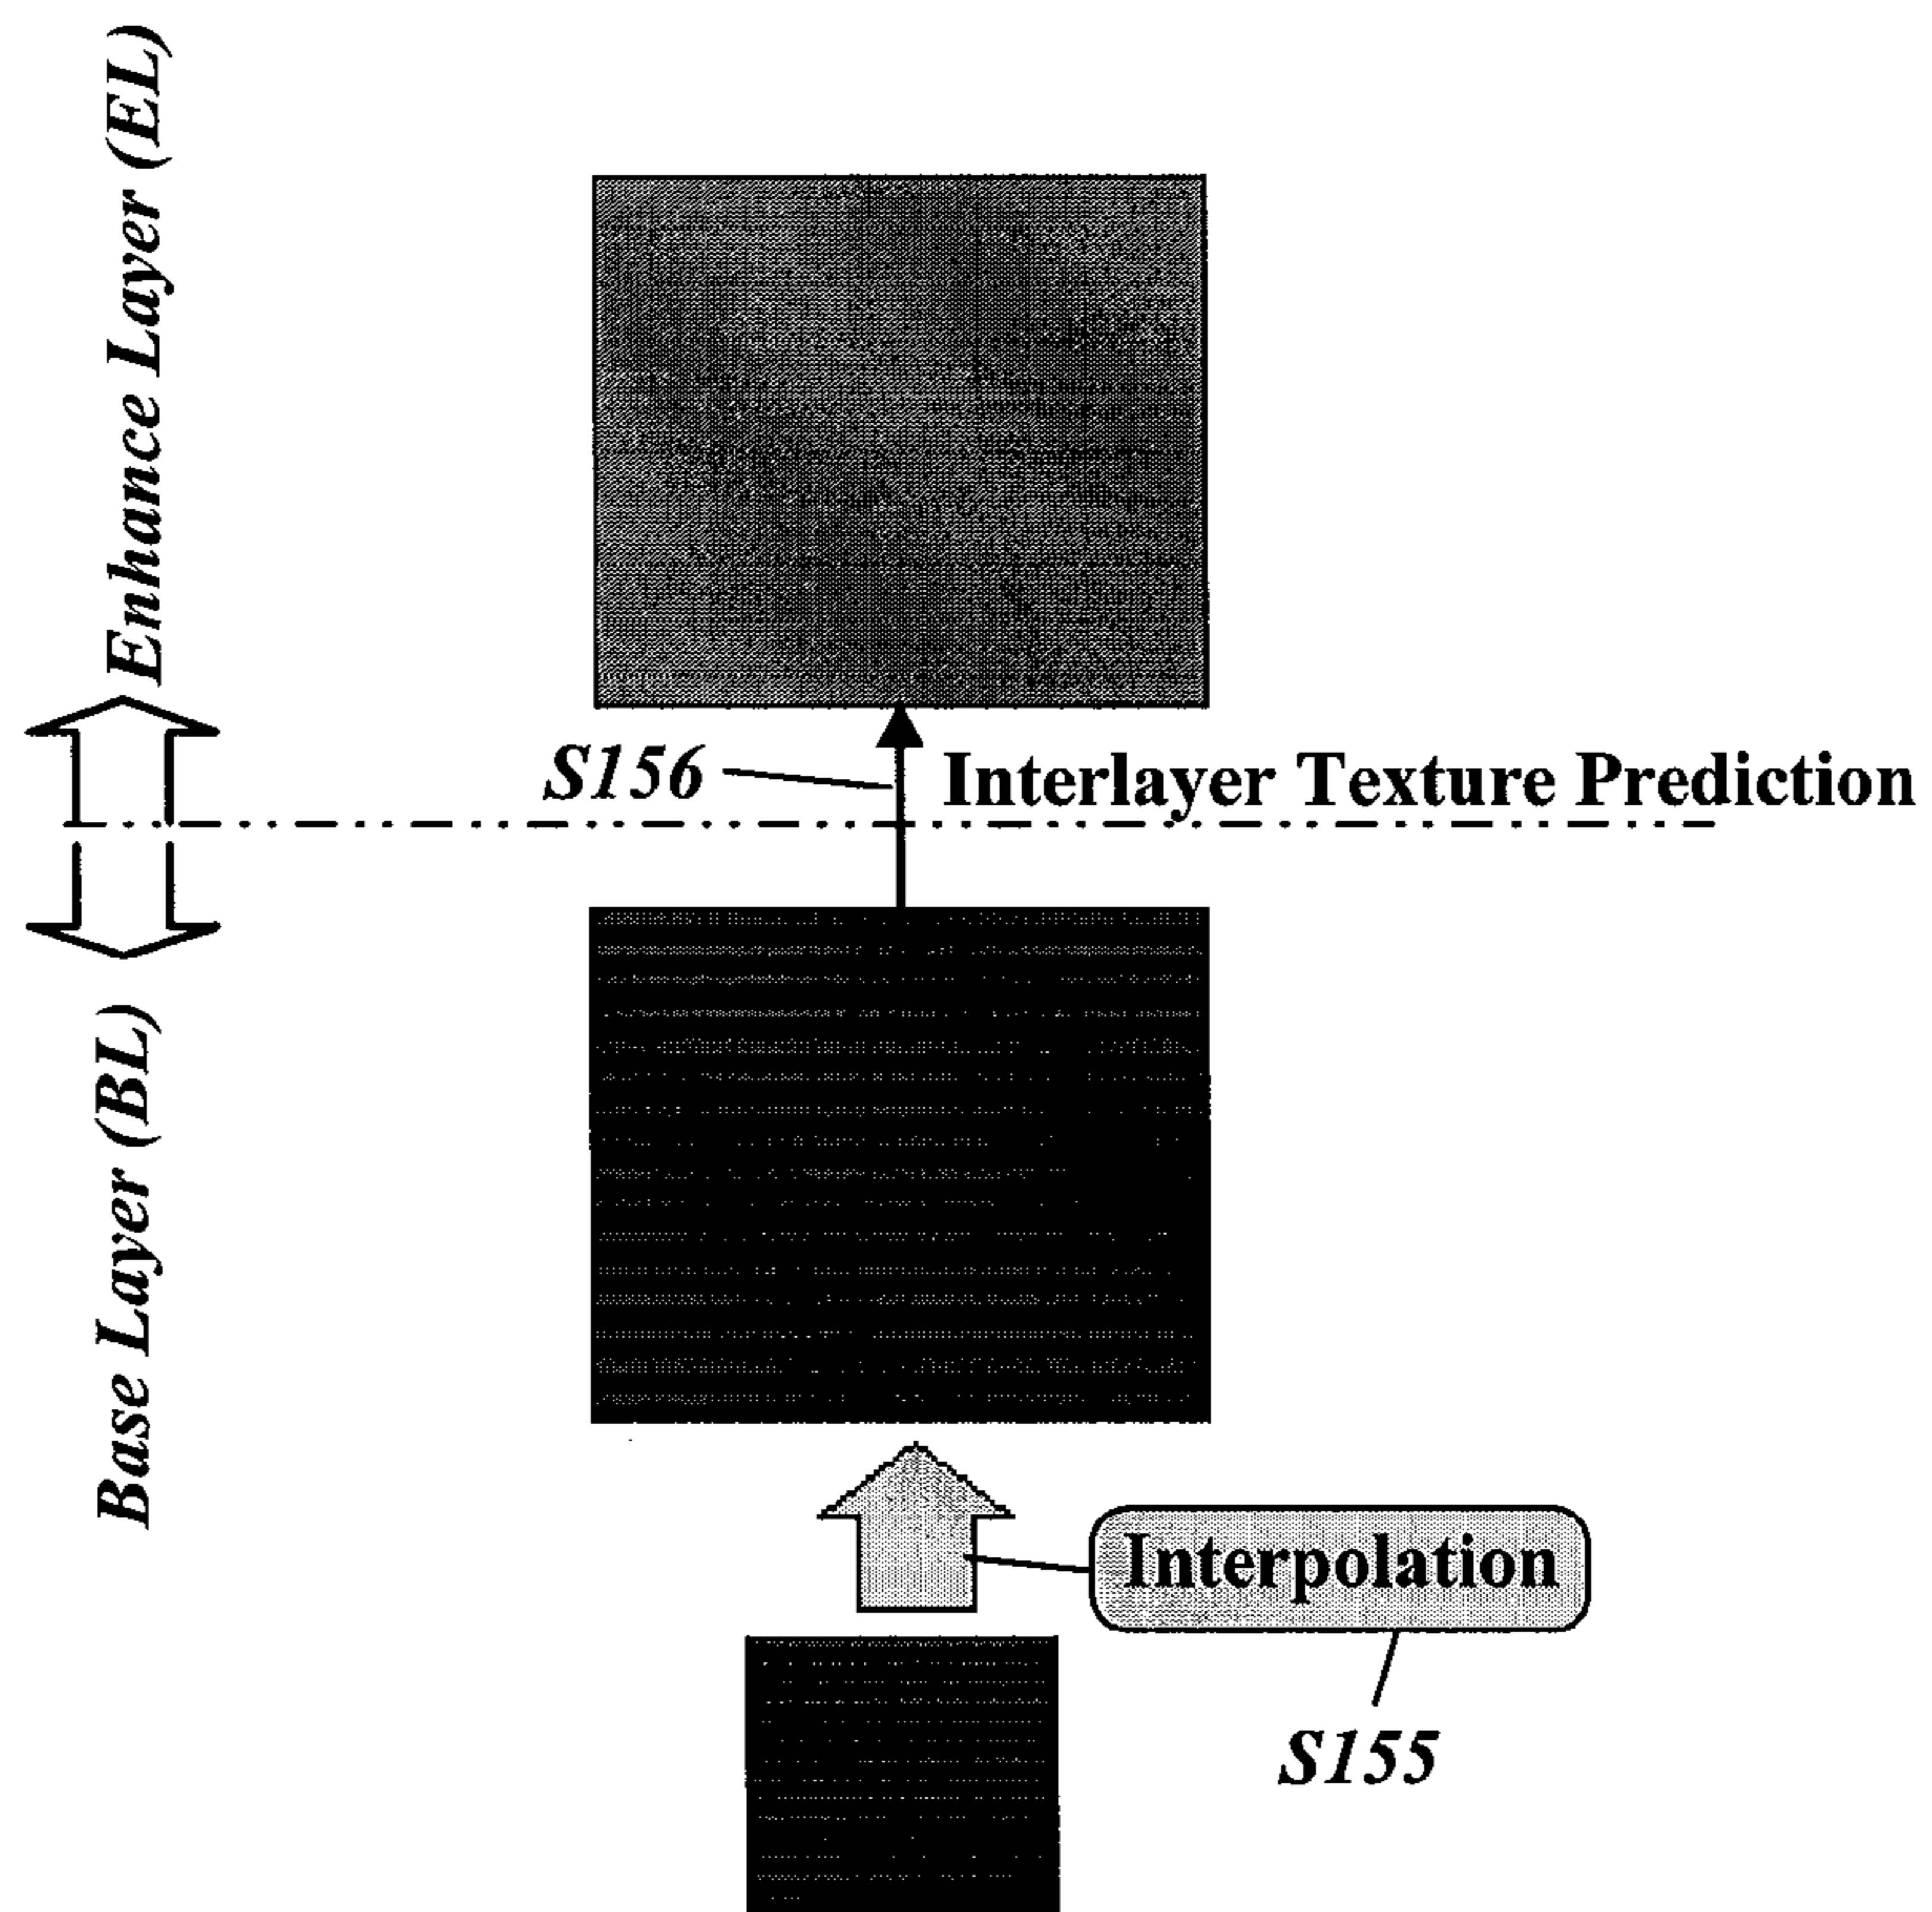 Enhance Layer (EL)
S156
Interlayer Texture Prediction
Base Layer (BL)
Interpolation
S155